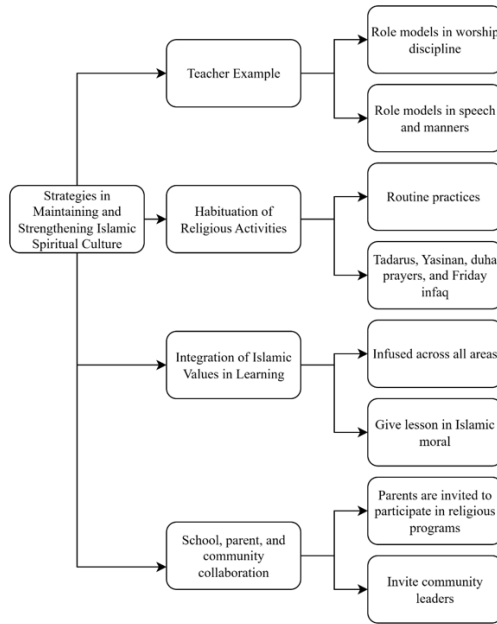 Role models in worship
discipline
Teacher Example
Role models in speech
and manners
Strategies in
Maintaining and
Strengthening Islamic
Spiritual Culture
Habituation of
Religious Activities
Routine practices
Tadarus, Yasinan, duha
prayers, and Friday
infaq
Integration of Islamic
Values in Learning
Infused across all areas
Give lesson in Islamic
moral
School, parent, and
community
collaboration
Parents are invited to
participate in religious
programs
Invite community
leaders